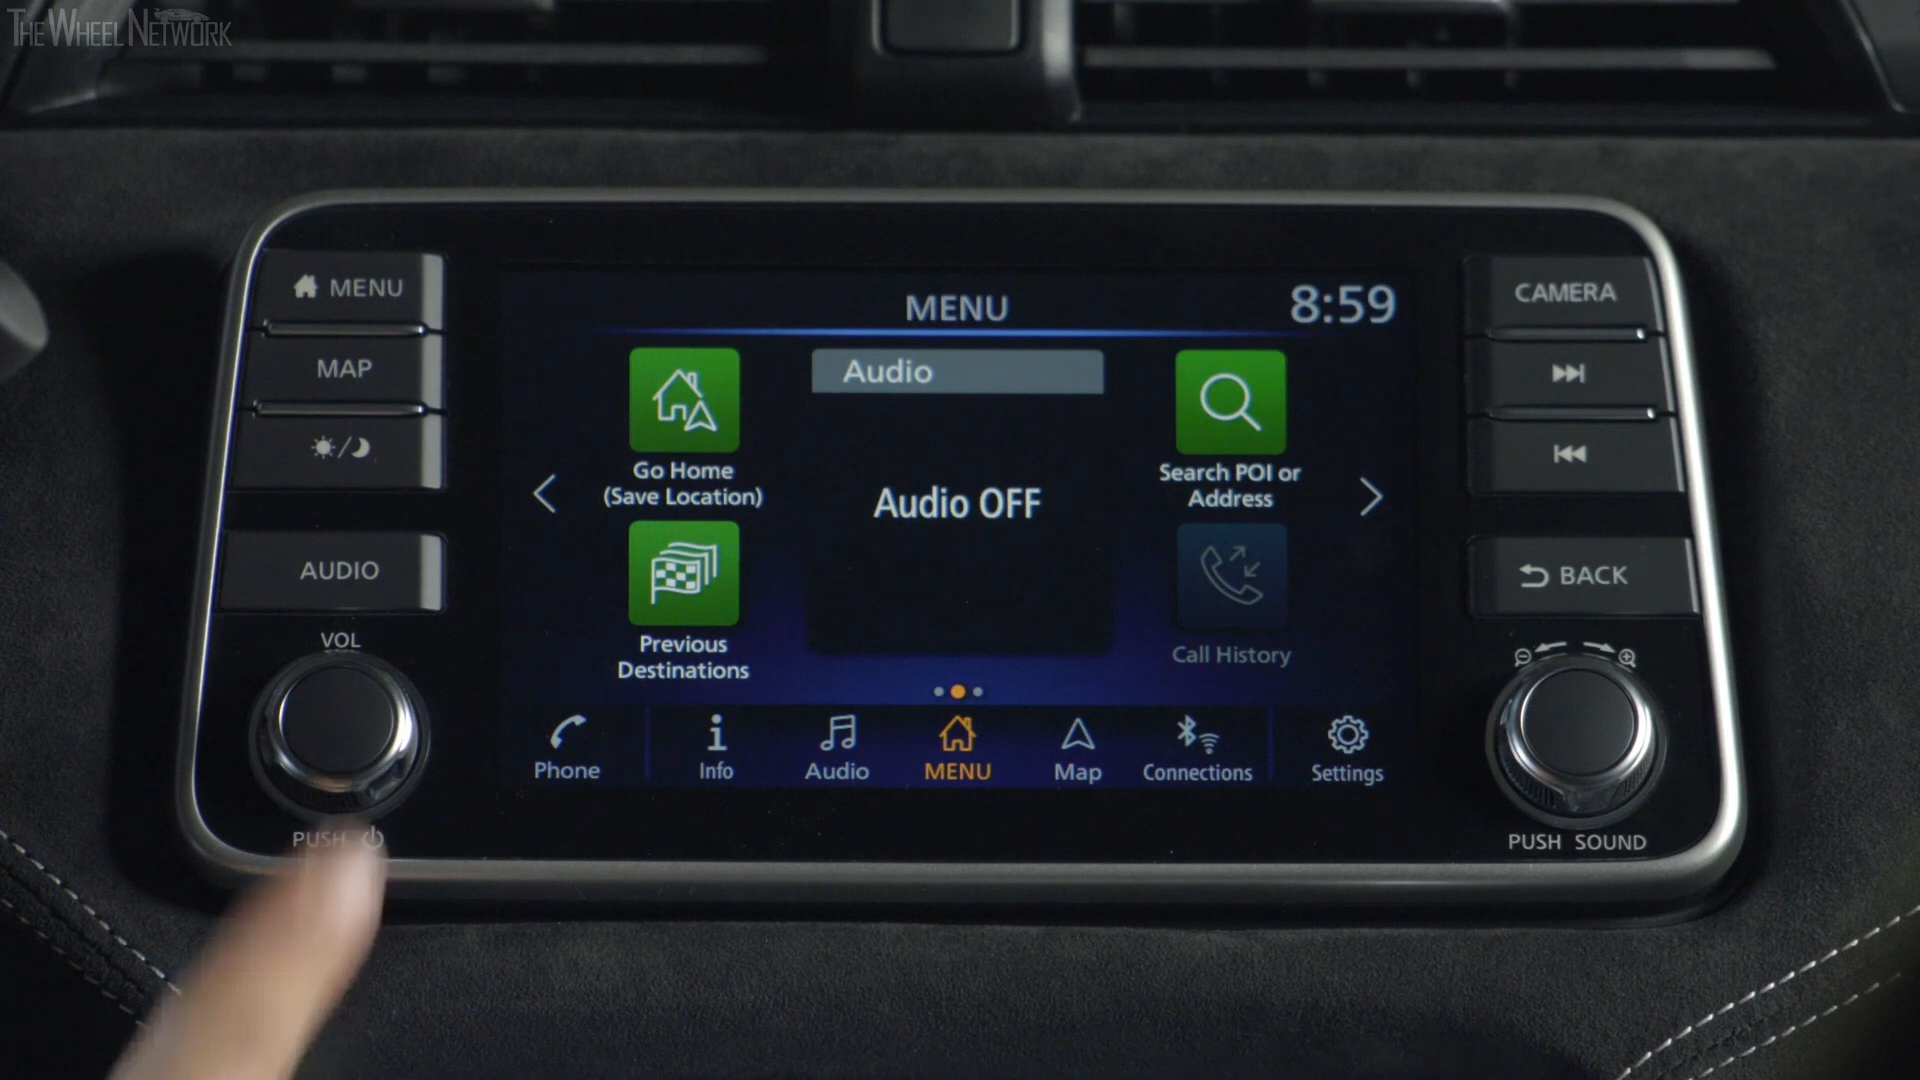 THE WHEEL NETWORK
MENU
MAP
AUDIO
VOL
PUSH
MENU
8:59
Audio
Audio OFF
Go Home
(Save Location)
Previous
Destinations
Search POI or
Address
Call History
Phone
Info
Audio
MENU
Map
Connections
Settings
CAMERA
BACK
PUSH SOUND